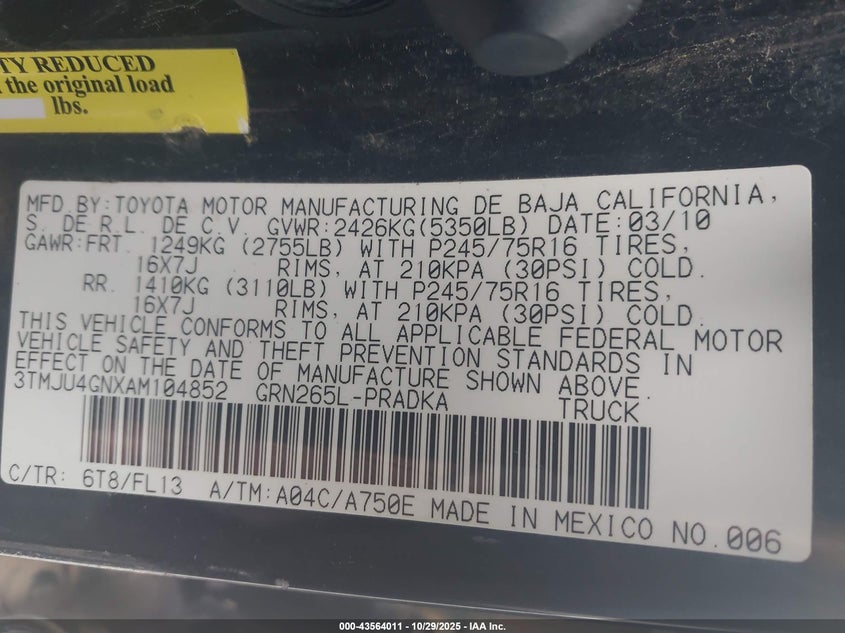 TY REDUCED
the original load
lbs.
MFD BY:TOYOTA MOTOR MANUFACTURING DE BAJA CALIFORNIA,
S. DE R.L. DE C.V. GVWR:2426KG(5350LB) DATE:03/10
GAWR:FRT. 1249KG (2755LB) WITH P245/75R16 TIRES,
16X7J RIMS, AT 210KPA (30PSI) COLD.
RR. 1410KG (3110LB) WITH P245/75R16 TIRES,
16X7J RIMS, AT 210KPA (30PSI) COLD.
THIS VEHICLE CONFORMS TO ALL APPLICABLE FEDERAL MOTOR
VEHICLE SAFETY AND THEFT PREVENTION STANDARDS IN
EFFECT ON THE DATE OF MANUFACTURE SHOWN ABOVE.
3TMJU4GNXAM104852 GRN265L-PRADKA TRUCK
C/TR: 6T8/FL13 A/TM:A04C/A750E MADE IN MEXICO NO.006
000-43564011 - 10/29/2025 - IAA Inc.